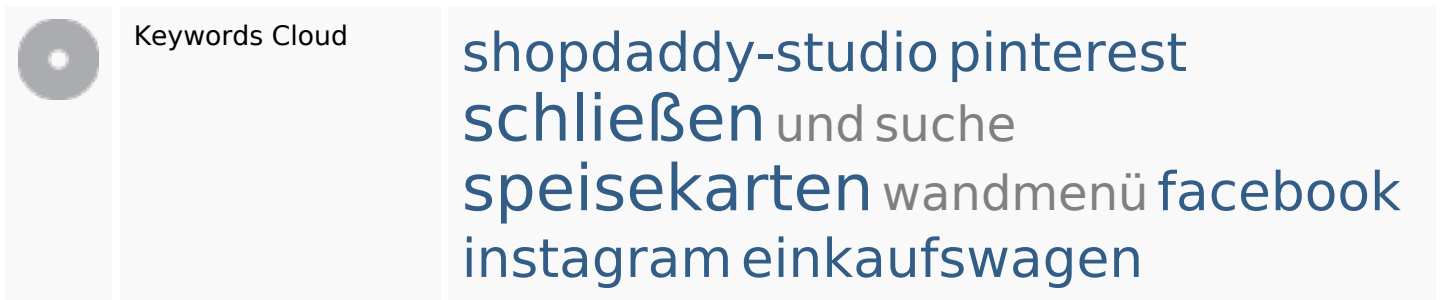 Keywords Cloud
shopdaddy-studio pinterest
schließen und suche
speisekarten wandmenü facebook
instagram einkaufswagen